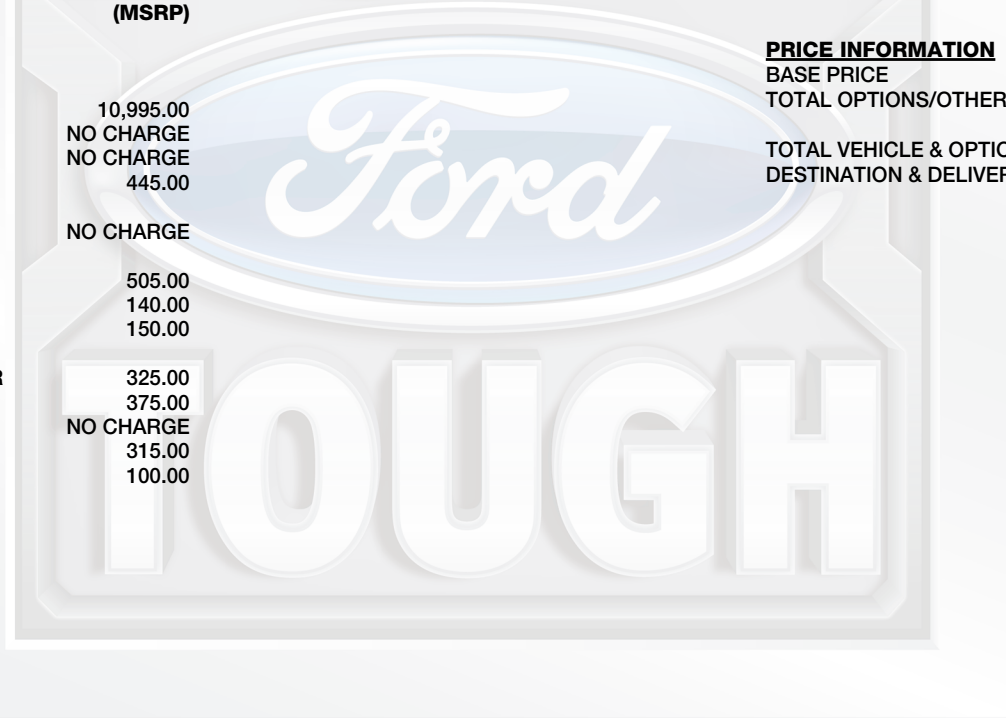 (MSRP)
10,995.00
NO CHARGE
NO CHARGE
445.00
NO CHARGE
505.00
140.00
150.00
R
325.00
375.00
NO CHARGE
315.00
100.00
PRICE INFORMATION
BASE PRICE
TOTAL OPTIONS/OTHER
TOTAL VEHICLE & OPTIO
DESTINATION & DELIVER
Ford
TOUGH